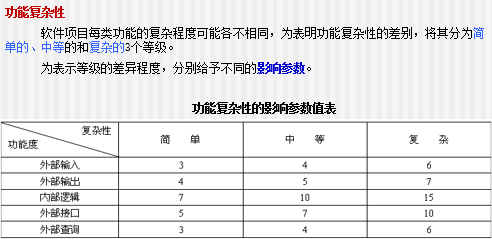 功能复杂性
软件项目每类功能的复杂程度可能各不相同，为表明功能复杂性的差别，将其分为简
单的、中等的和复杂的3个等级。
为表示等级的差异程度，分别给予不同的影响参数。
功能复杂性的影响参数值表
复杂性
功能度
简 单 中 等 复 杂
外部输入 3 4 6
外部输出 4 5 7
内部逻辑 7 10 15
外部接口 5 7 10
外部查调 3 4 6